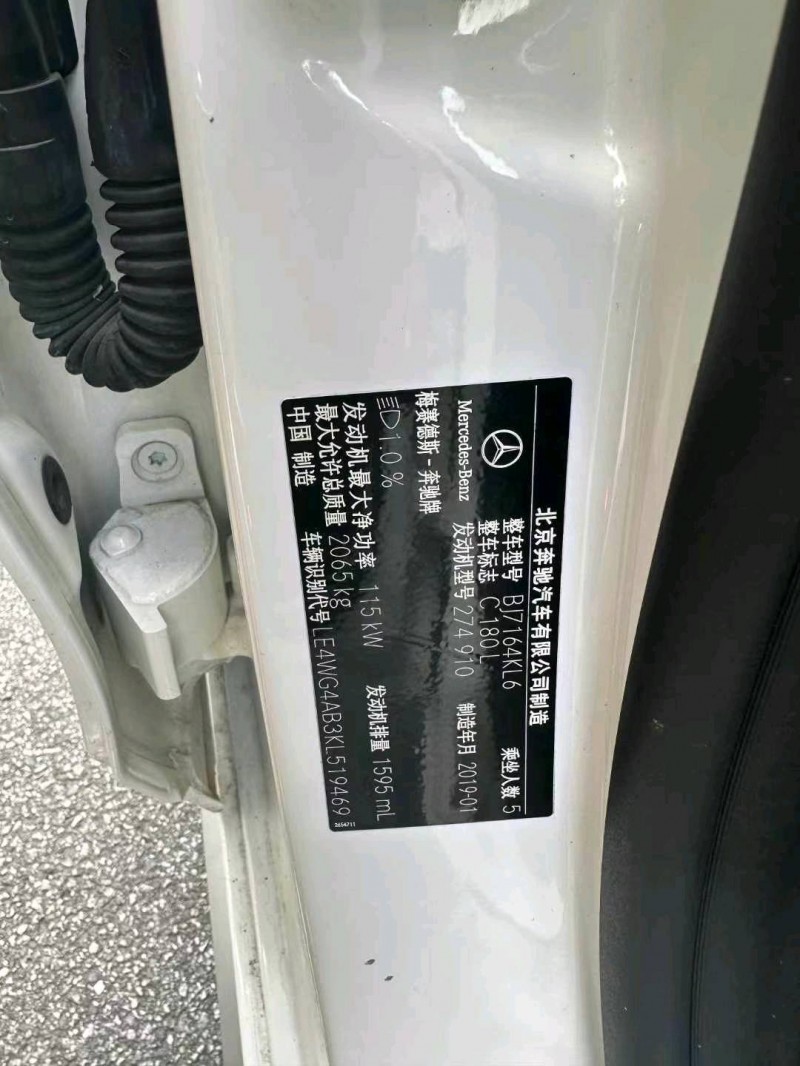 北京奔驰汽车有限公司制造
Mercedes-Benz
整车型号 BJ7164KL6
乘坐人数 5
整车标志 C 180 L
梅赛德斯-奔驰牌
发动机型号 274 910
制造年月 2019-01
1.0.%
发动机最大净功率 115 kW
发动机排量 1595 mL
最大允许总质量 2065 kg
中国 制造
车辆识别代号 LE4WG4AB3KL519469
2654711